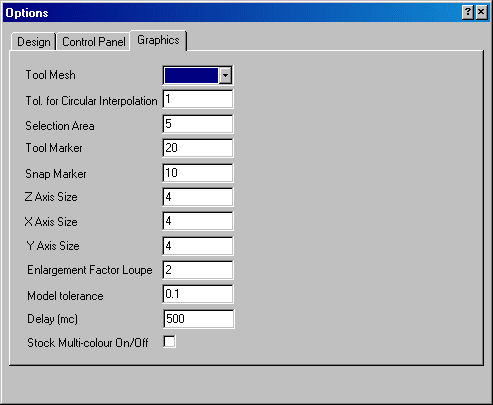 Options
Design Control Panel Graphics
Tool Mesh
Tol. for Circular Interpolation 1
Selection Area 5
Tool Marker 20
Snap Marker 10
Z Axis Size 4
X Axis Size 4
Y Axis Size 4
Enlargement Factor Loupe 2
Model tolerance 0.1
Delay (mc) 500
Stock Multi-colour On/Off